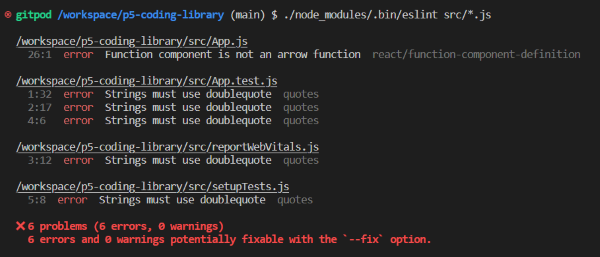 gitpod /workspace/p5-coding-library (main) $ ./node_modules/.bin/eslint src/*.js
/workspace/p5-coding-library/src/App.js
26:1 error Function component is not an arrow function react/function-component-definition
/workspace/p5-coding-library/src/App.test.js
1:32 error Strings must use doublequote quotes
2:17 error Strings must use doublequote quotes
4:6 error Strings must use doublequote quotes
/workspace/p5-coding-library/src/reportWebVitals.js
3:12 error Strings must use doublequote quotes
/workspace/p5-coding-library/src/setupTests.js
5:8 error Strings must use doublequote quotes
✖ 6 problems (6 errors, 0 warnings)
6 errors and 0 warnings potentially fixable with the `--fix` option.